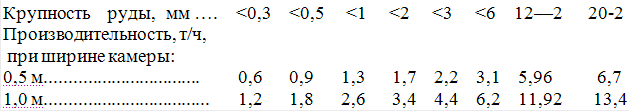 Крупность руды, мм .... <0,3 <0,5 <1 <2 <3 <6 12—2 20-2
Производительность, т/ч,
при ширине камеры:
0,5 м................................ 0,6 0,9 1,3 1,7 2,2 3,1 5,96 6,7
1,0 м.................................. 1,2 1,8 2,6 3,4 4,4 6,2 11,92 13,4